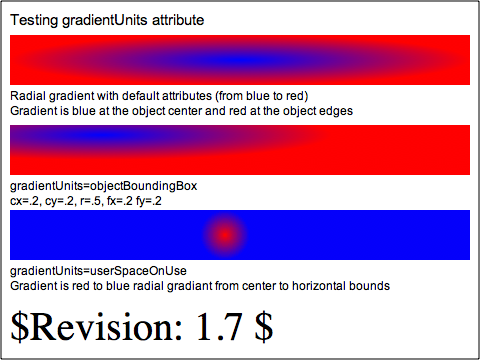 Testing gradientUnits attribute
Radial gradient with default attributes (from blue to red)
Gradient is blue at the object center and red at the object edges
gradientUnits=objectBoundingBox
cx=.2, cy=.2, r=.5, fx=.2 fy=.2
gradientUnits=userSpaceOnUse
Gradient is red to blue radial gradiant from center to horizontal bounds
$Revision: 1.7 $